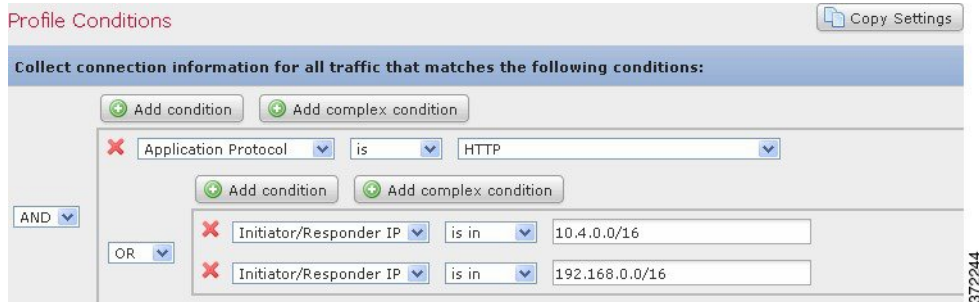 Profile Conditions
Copy Settings
Collect connection information for all traffic that matches the following conditions:
Add condition Add complex condition
Application Protocol is HTTP
Add condition Add complex condition
AND
Initiator/Responder IP is in 10.4.0.0/16
OR
Initiator/Responder IP is in 192.168.0.0/16
372244